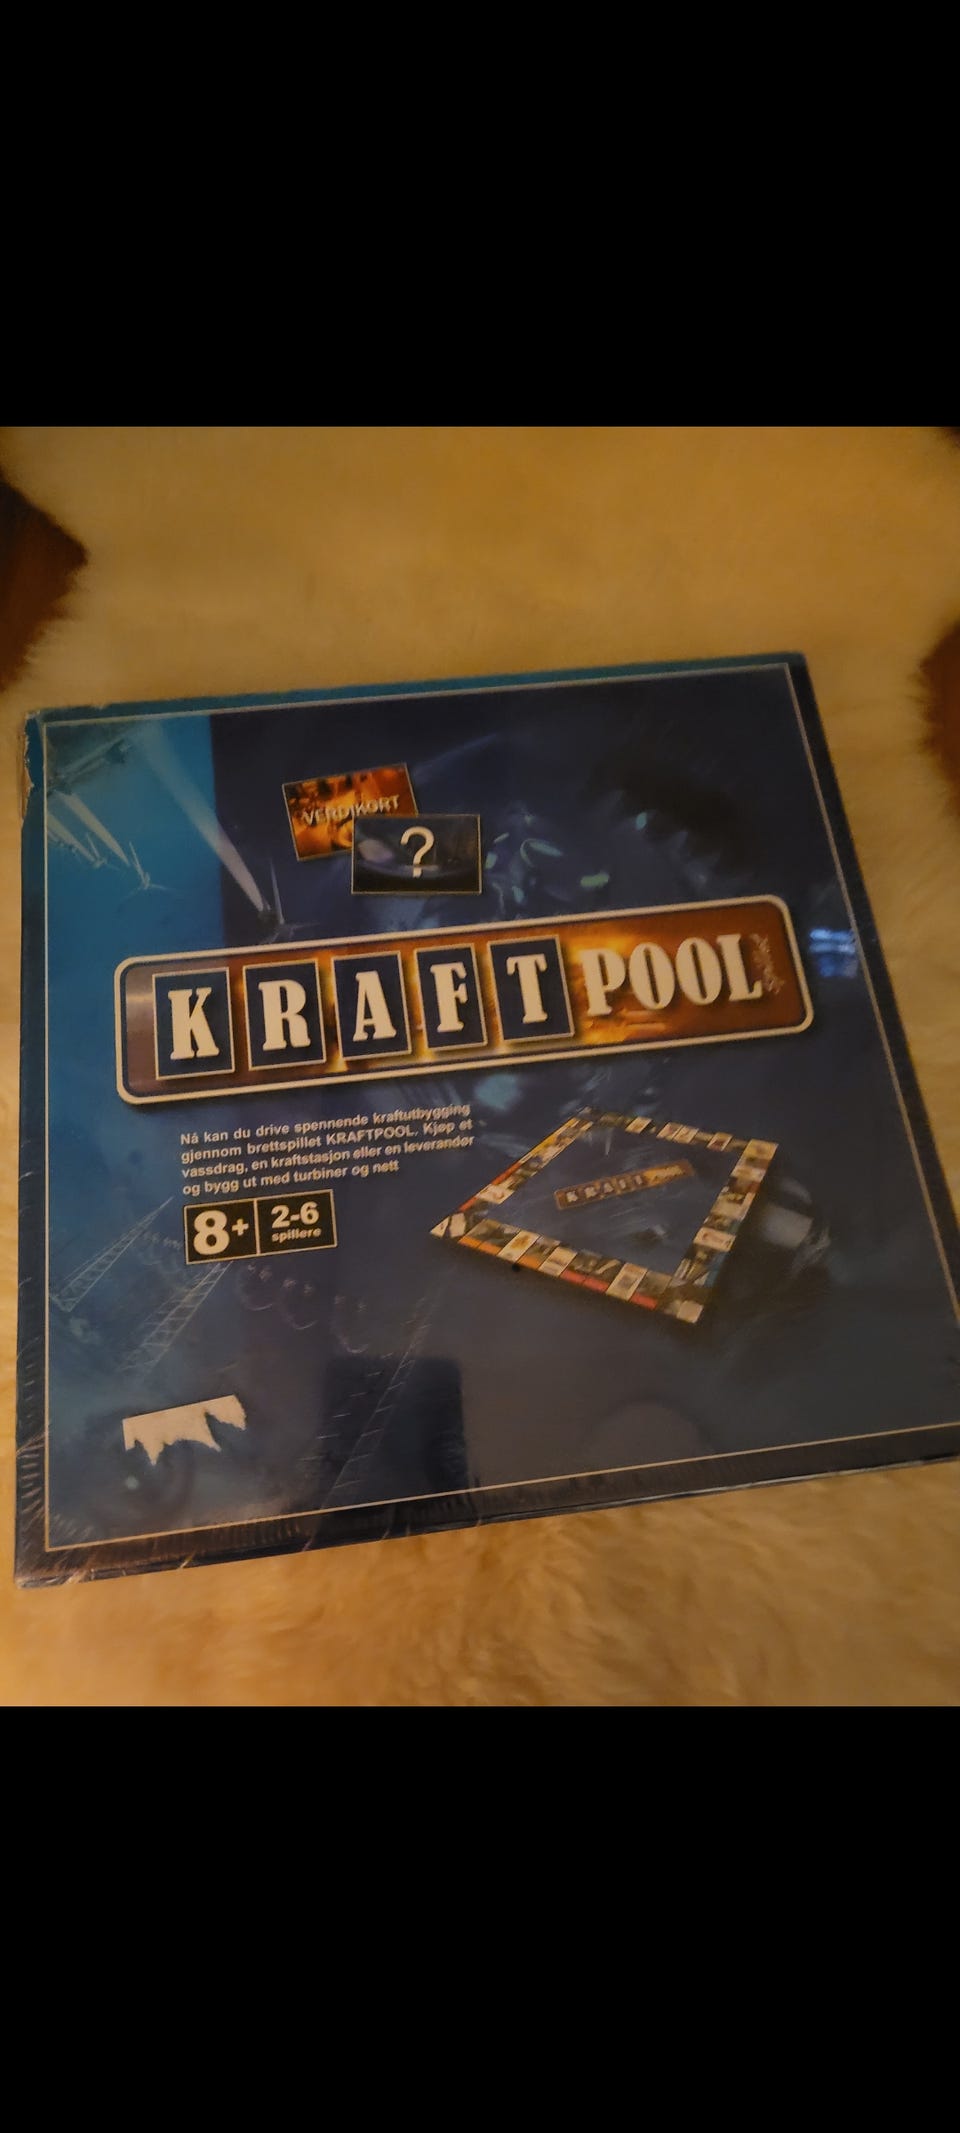 VERDIKORT
?
KRAFTPOOL
Nå kan du drive spennende kraftutbygging
gjennom brettspillet KRAFTPOOL. Kjøp et
vassdrag, en kraftstasjon eller en leverandør
og bygg ut med turbiner og nett
8+
2-6
spillere
KRAFTPOOL